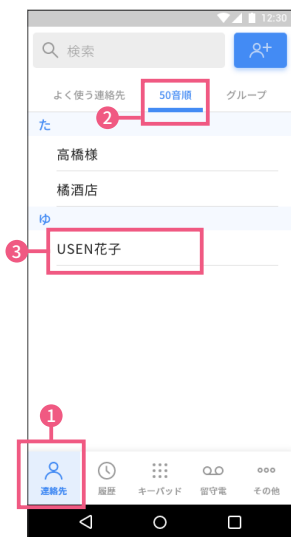 12:30
検索
よく使う連絡先 50音順 グループ
2
た
高橋様
橘酒店
ゆ
3 USEN花子
1
連絡先 履歴 キーパッド 留守電 その他